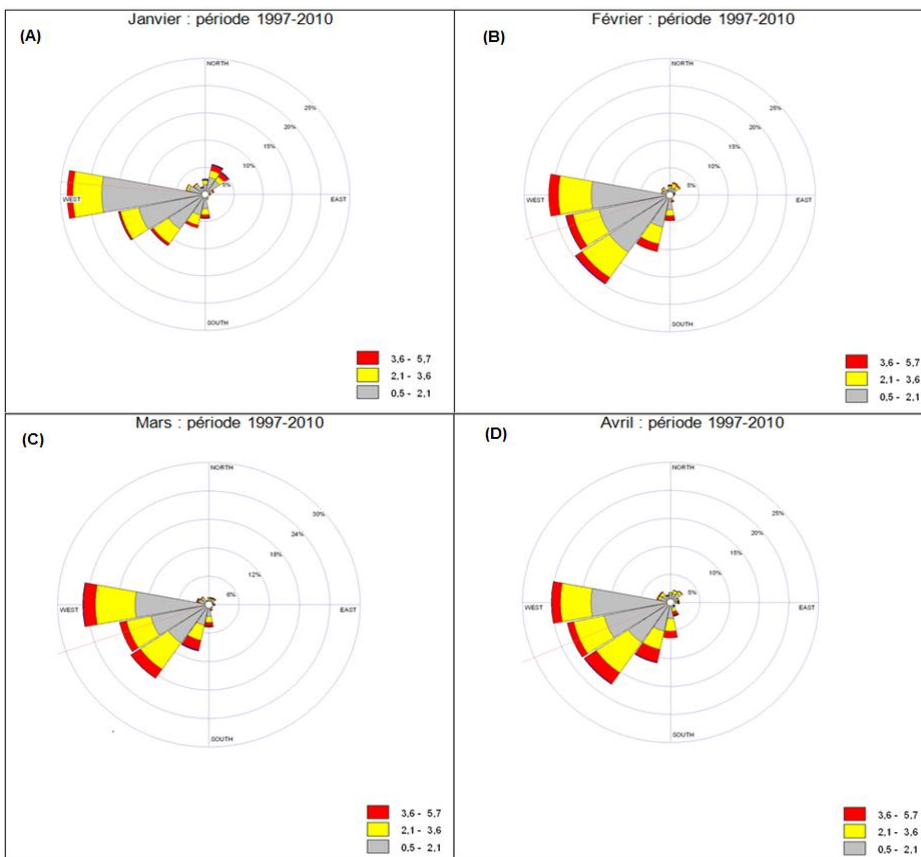 Janvier : période 1997-2010
(A)
NORTH
25%
20%
15%
10%
5%
WEST
EAST
SOUTH
3,6 - 5,7
2,1 - 3,6
0,5 - 2,1
Février : période 1997-2010
(B)
NORTH
25%
20%
15%
10%
5%
WEST
EAST
SOUTH
3,6 - 5,7
2,1 - 3,6
0,5 - 2,1
Mars : période 1997-2010
(C)
NORTH
30%
24%
18%
12%
6%
WEST
EAST
SOUTH
3,6 - 5,7
2,1 - 3,6
0,5 - 2,1
Avril : période 1997-2010
(D)
NORTH
25%
20%
15%
10%
5%
WEST
EAST
SOUTH
3,6 - 5,7
2,1 - 3,6
0,5 - 2,1